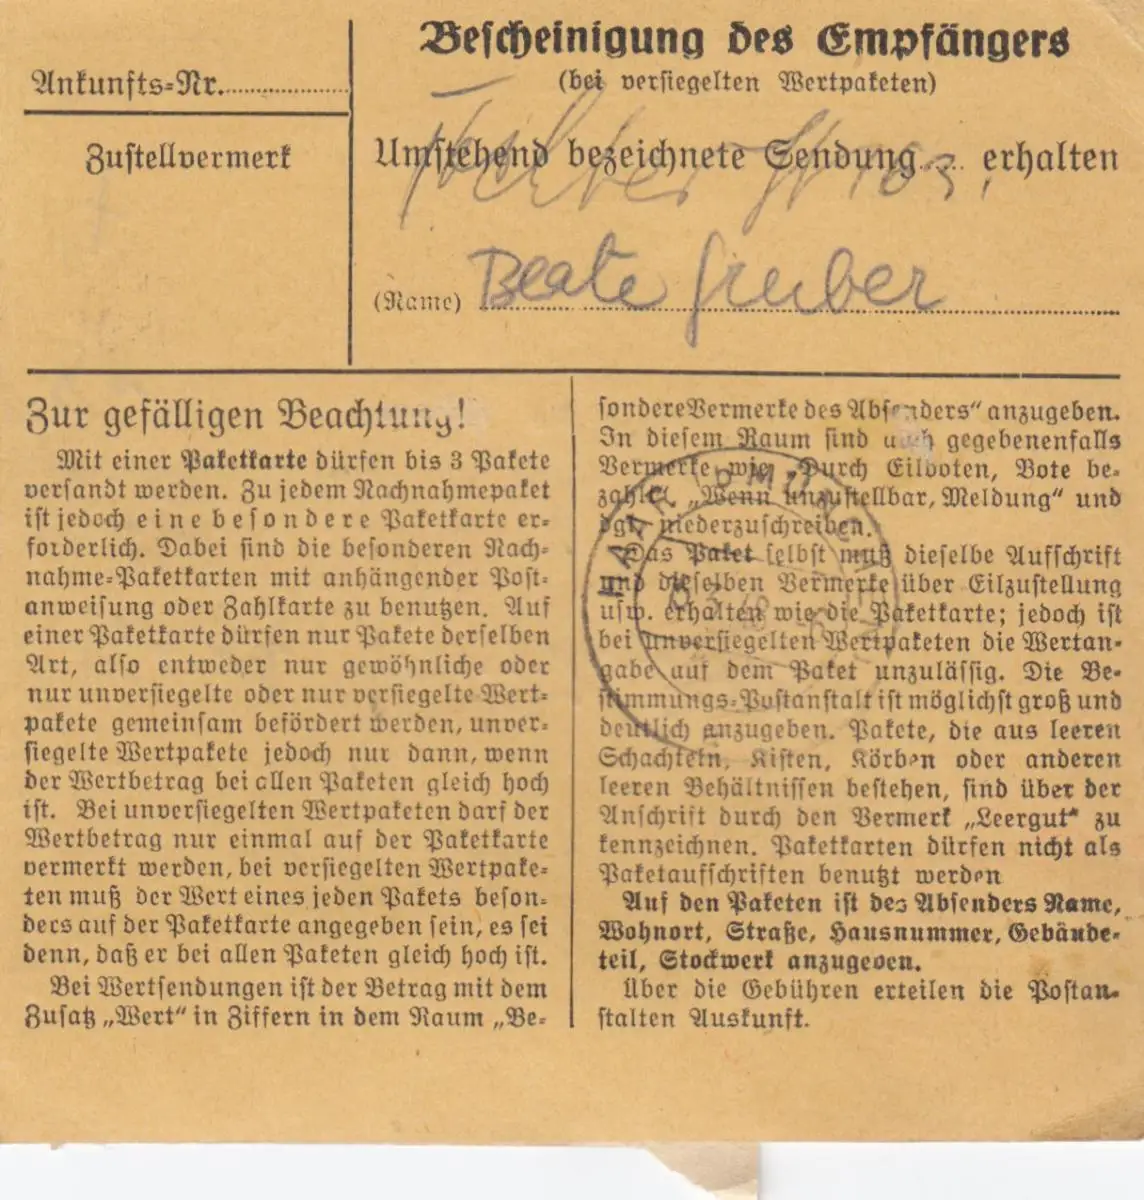 Ankunfts-Nr.
Zustellvermerk
Bescheinigung des Empfängers
(bei versiegelten Wertpaketen)
Umstehend bezeichnete Sendung..... erhalten
(Name) Beate Gruber
Zur gefälligen Beachtung!
Mit einer Paketkarte dürfen bis 3 Pakete
versandt werden. Zu jedem Nachnahmepaket
ist jedoch eine besondere Paketkarte er-
forderlich. Dabei sind die besonderen Nach-
nahme-Paketkarten mit anhängender Post-
anweisung oder Zahlkarte zu benutzen. Auf
einer Paketkarte dürfen nur Pakete derselben
Art, also entweder nur gewöhnliche oder
nur unversiegelte oder nur versiegelte Wert-
pakete gemeinsam befördert werden, unver-
siegelte Wertpakete jedoch nur dann, wenn
der Wertbetrag bei allen Paketen gleich hoch
ist. Bei unversiegelten Wertpaketen darf der
Wertbetrag nur einmal auf der Paketkarte
vermerkt werden, bei versiegelten Wertpake-
ten muß der Wert eines jeden Pakets beson-
ders auf der Paketkarte angegeben sein, es sei
denn, daß er bei allen Paketen gleich hoch ist.
Bei Wertsendungen ist der Betrag mit dem
Zusatz „Wert" in Ziffern in dem Raum „Be-
sondere Vermerke des Absenders" anzugeben.
In diesem Raum sind auch gegebenenfalls
Vermerke wie „Durch Eilboten, Bote be-
zahlt", „Wenn unzustellbar, Meldung" und
dgl. niederzuschreiben.
Das Paket selbst muß dieselbe Aufschrift
und dieselben Vermerke über Eilzustellung
usw. erhalten wie die Paketkarte; jedoch ist
bei unversiegelten Wertpaketen die Wertan-
gabe auf dem Paket unzulässig. Die Be-
stimmungs-Postanstalt ist möglichst groß und
deutlich anzugeben. Pakete, die aus leeren
Schachteln, Kisten, Körben oder anderen
leeren Behältnissen bestehen, sind über der
Anschrift durch den Vermerk „Leergut" zu
kennzeichnen. Paketkarten dürfen nicht als
Paketaufschriften benutzt werden
Auf den Paketen ist des Absenders Name,
Wohnort, Straße, Hausnummer, Gebäude-
teil, Stockwerk anzugeben.
Über die Gebühren erteilen die Postan-
stalten Auskunft.